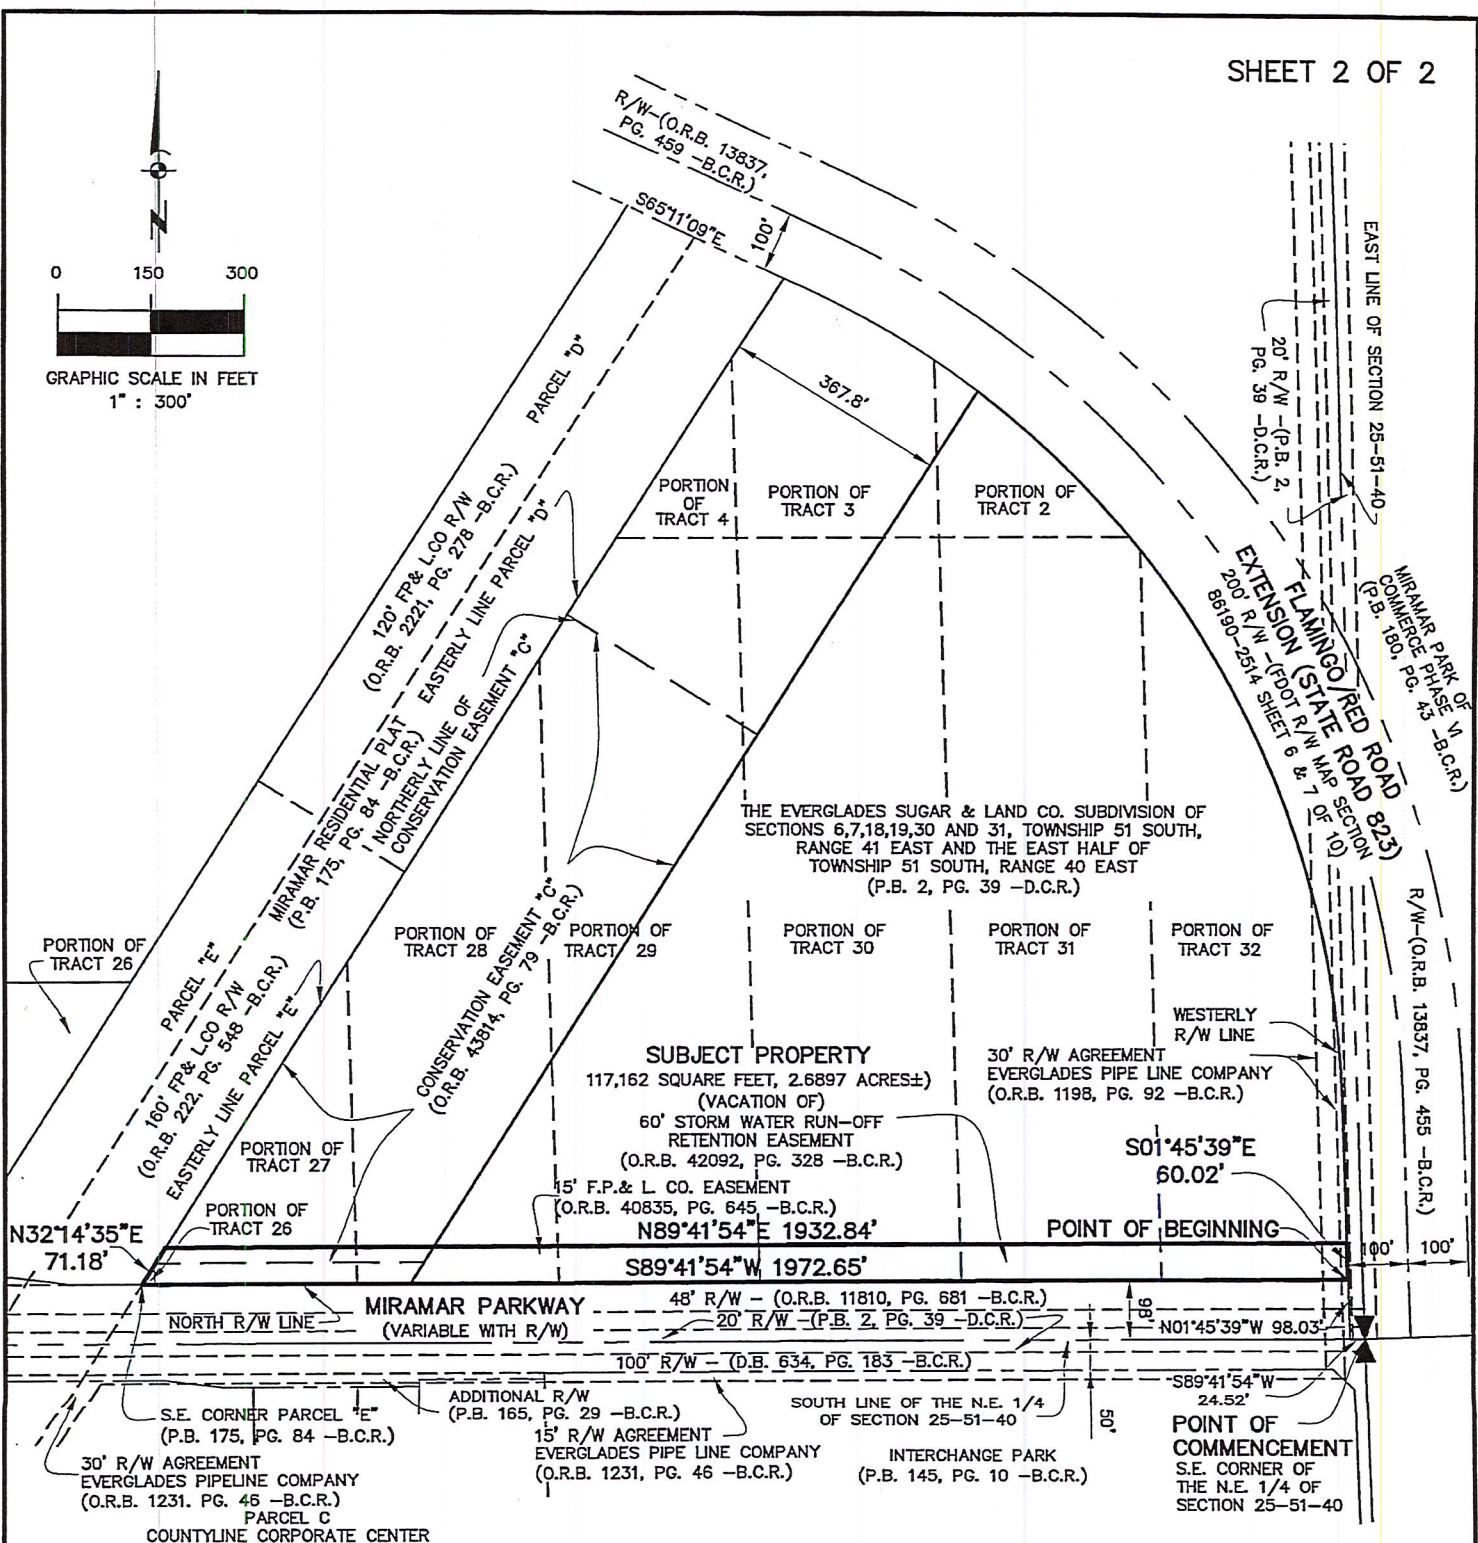 SHEET 2 OF 2
R/W-(O.R.B. 13837,
PG. 459 -B.C.R.)
S65°11'09"E
100'
N
0 150 300
GRAPHIC SCALE IN FEET
1" : 300'
EAST LINE OF SECTION 25-51-40
20' R/W -(P.B. 2,
PG. 39 -D.C.R.)
PARCEL "D"
367.8'
120' FP& L.CO R/W
(O.R.B. 2221, PG. 278 -B.C.R.)
EASTERLY LINE PARCEL "D"
PORTION
OF
TRACT 4
PORTION OF
TRACT 3
PORTION OF
TRACT 2
MIRAMAR PARK OF
COMMERCE PHASE VI
(P.B. 180, PG. 43 -B.C.R.)
FLAMINGO/RED ROAD
EXTENSION (STATE ROAD 823)
200' R/W -(FDOT R/W MAP SECTION
86190-2514 SHEET 6 & 7 OF 10)
MIRAMAR RESIDENTIAL PLAT
(P.B. 175, PG. 84 -B.C.R.)
NORTHERLY LINE OF
CONSERVATION EASEMENT "C"
THE EVERGLADES SUGAR & LAND CO. SUBDIVISION OF
SECTIONS 6,7,18,19,30 AND 31, TOWNSHIP 51 SOUTH,
RANGE 41 EAST AND THE EAST HALF OF
TOWNSHIP 51 SOUTH, RANGE 40 EAST
(P.B. 2, PG. 39 -D.C.R.)
R/W-(O.R.B. 13837, PG. 455 -B.C.R.)
PORTION OF
TRACT 26
PARCEL "E"
160' FP& L.CO R/W
(O.R.B. 222, PG. 548 -B.C.R.)
EASTERLY LINE PARCEL "E"
PORTION OF
TRACT 28
PORTION OF
TRACT 29
PORTION OF
TRACT 30
PORTION OF
TRACT 31
PORTION OF
TRACT 32
CONSERVATION EASEMENT "C"
(O.R.B. 43814, PG. 79 -B.C.R.)
WESTERLY
R/W LINE
30' R/W AGREEMENT
EVERGLADES PIPE LINE COMPANY
(O.R.B. 1198, PG. 92 -B.C.R.)
SUBJECT PROPERTY
117,162 SQUARE FEET, 2.6897 ACRES±)
(VACATION OF)
60' STORM WATER RUN-OFF
RETENTION EASEMENT
(O.R.B. 42092, PG. 328 -B.C.R.)
PORTION OF
TRACT 27
S01°45'39"E
60.02'
15' F.P.& L. CO. EASEMENT
(O.R.B. 40835, PG. 645 -B.C.R.)
PORTION OF
TRACT 26
N32°14'35"E
71.18'
N89°41'54"E 1932.84'
POINT OF BEGINNING
100' 100'
S89°41'54"W 1972.65'
MIRAMAR PARKWAY
(VARIABLE WITH R/W)
NORTH R/W LINE
48' R/W - (O.R.B. 11810, PG. 681 -B.C.R.)
20' R/W -(P.B. 2, PG. 39 -D.C.R.)
98'
N01°45'39"W 98.03'
100' R/W - (D.B. 634, PG. 183 -B.C.R.)
S.E. CORNER PARCEL "E"
(P.B. 175, PG. 84 -B.C.R.)
ADDITIONAL R/W
(P.B. 165, PG. 29 -B.C.R.)
15' R/W AGREEMENT
EVERGLADES PIPE LINE COMPANY
(O.R.B. 1231, PG. 46 -B.C.R.)
SOUTH LINE OF THE N.E. 1/4
OF SECTION 25-51-40
50'
S89°41'54"W
24.52'
INTERCHANGE PARK
(P.B. 145, PG. 10 -B.C.R.)
POINT OF
COMMENCEMENT
S.E. CORNER OF
THE N.E. 1/4 OF
SECTION 25-51-40
30' R/W AGREEMENT
EVERGLADES PIPELINE COMPANY
(O.R.B. 1231. PG. 46 -B.C.R.)
PARCEL C
COUNTYLINE CORPORATE CENTER